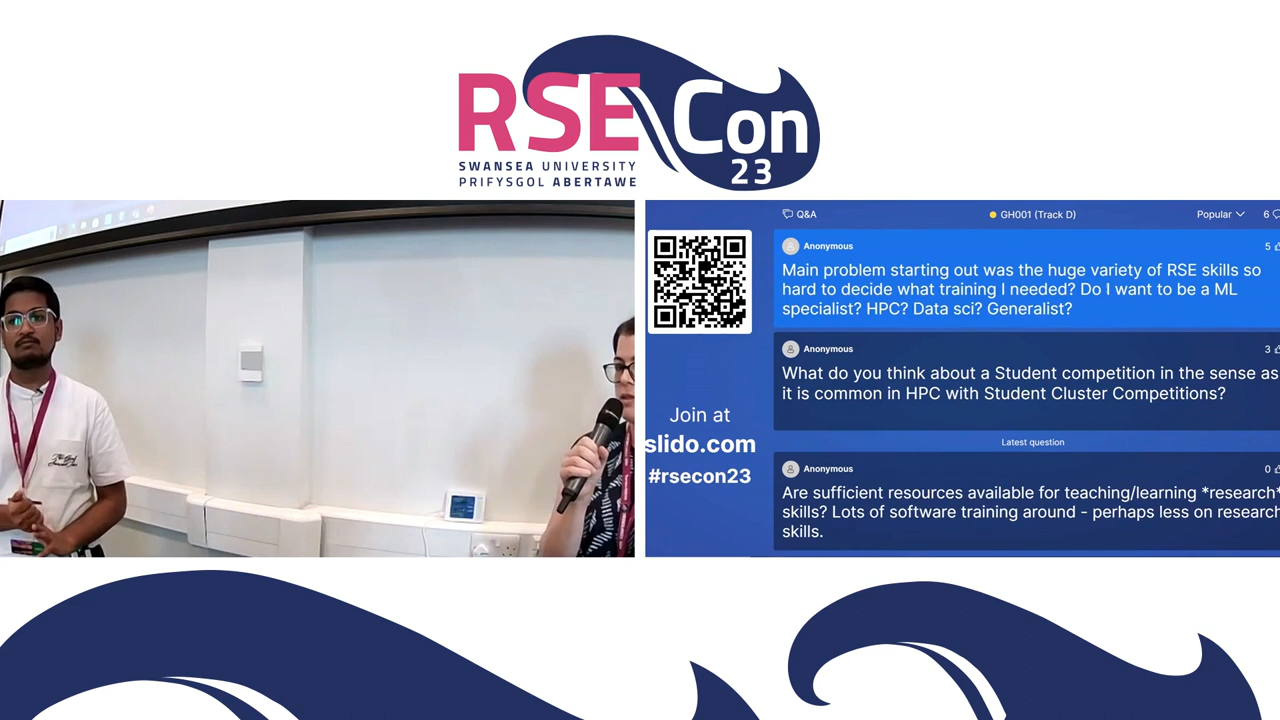 RSE Con
23
SWANSEA UNIVERSITY
PRIFYSGOL ABERTAWE
Q&A
GH001 (Track D)
Popular
6
Anonymous
5
Main problem starting out was the huge variety of RSE skills so
hard to decide what training I needed? Do I want to be a ML
specialist? HPC? Data sci? Generalist?
Anonymous
3
What do you think about a Student competition in the sense as
it is common in HPC with Student Cluster Competitions?
Latest question
Anonymous
0
Are sufficient resources available for teaching/learning *research*
skills? Lots of software training around - perhaps less on research
skills.
Join at
slido.com
#rsecon23